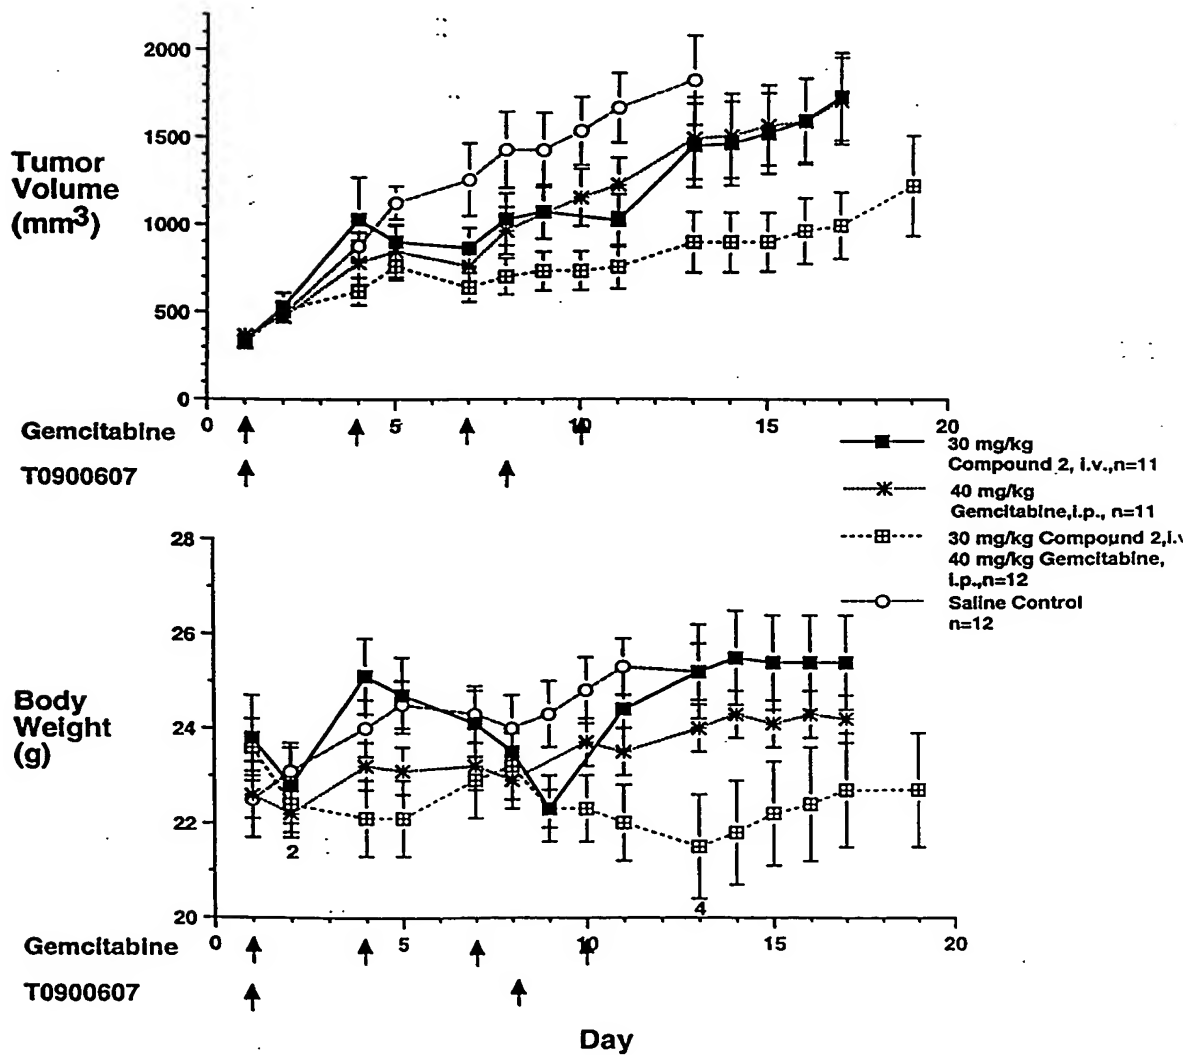 2000
1500
Tumor
Volume
(mm3)
1000
500
0
0 5 10 15 20
Gemcitabine
T0900607
30 mg/kg
Compound 2, i.v.,n=11
40 mg/kg
Gemcitabine,i.p., n=11
30 mg/kg Compound 2,i.v
40 mg/kg Gemcitabine,
i.p.,n=12
Saline Control
n=12
28
26
Body
Weight
(g)
24
22
2
20
4
0 5 10 15 20
Gemcitabine
T0900607
Day